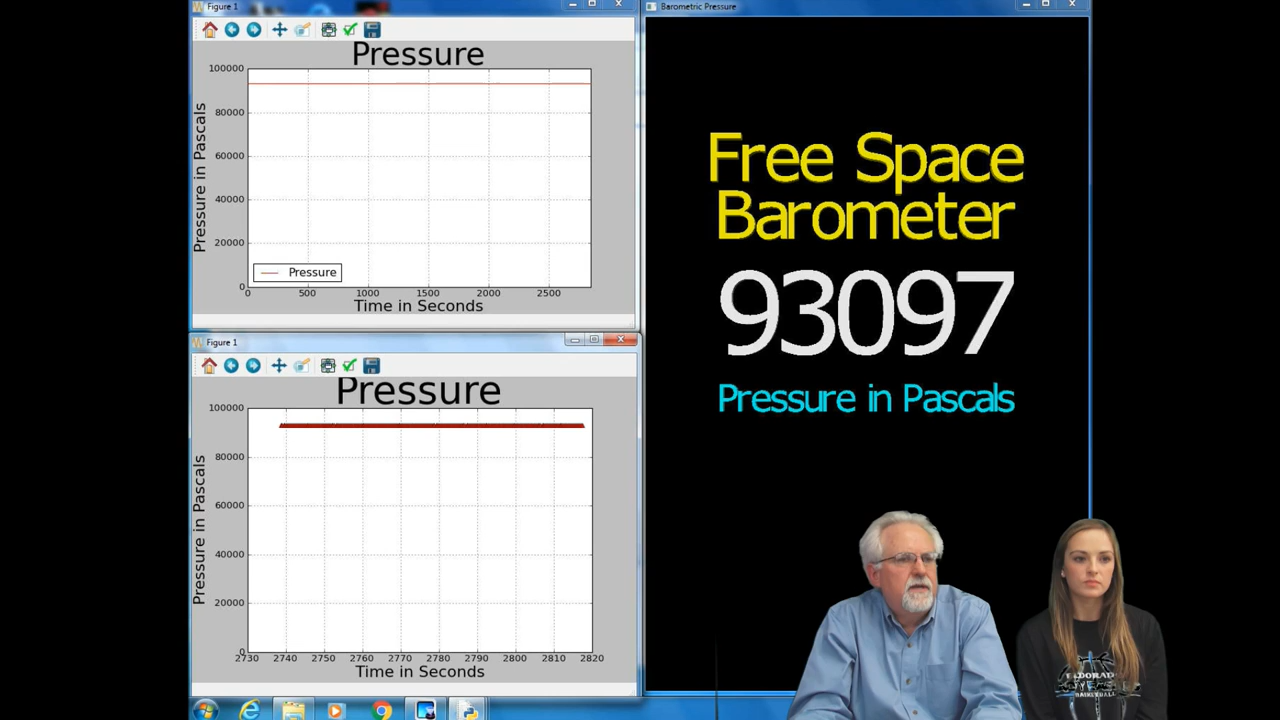 Figure 1
Pressure
Pressure in Pascals
100000
80000
60000
40000
20000
0
Pressure
0 500 1000 1500 2000 2500
Time in Seconds
Figure 1
Pressure
Pressure in Pascals
100000
80000
60000
40000
20000
0
2730 2740 2750 2760 2770 2780 2790 2800 2810 2820
Time in Seconds
Barometric Pressure
Free Space
Barometer
93097
Pressure in Pascals
BASKETBALL